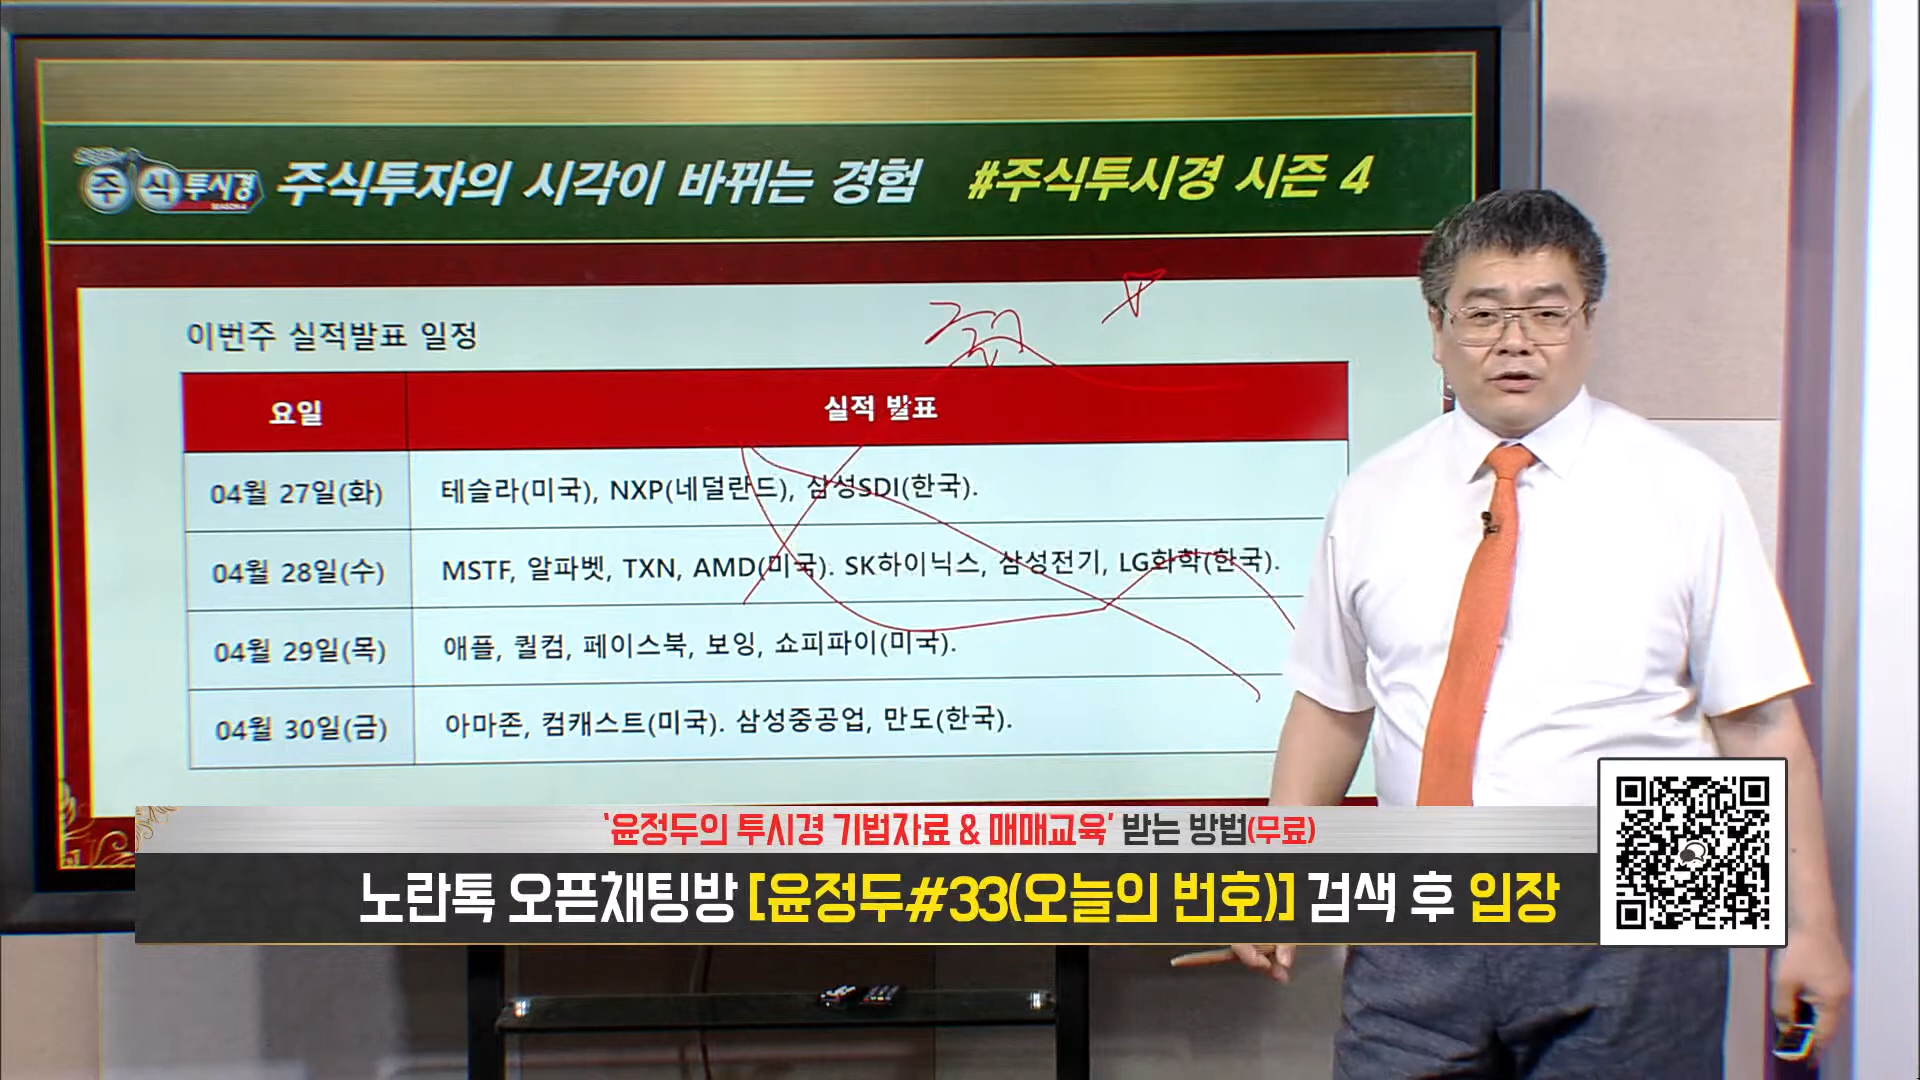 주식투시경 주식투자의 시각이 바뀌는 경험 #주식투시경 시즌 4
SEASON 4
이번주 실적발표 일정
요일 실적 발표
04월 27일(화) 테슬라(미국), NXP(네덜란드), 삼성SDI(한국).
04월 28일(수) MSTF, 알파벳, TXN, AMD(미국). SK하이닉스, 삼성전기, LG화학(한국).
04월 29일(목) 애플, 퀄컴, 페이스북, 보잉, 쇼피파이(미국).
04월 30일(금) 아마존, 컴캐스트(미국). 삼성중공업, 만도(한국).
'윤정두의 투시경 기법자료 & 매매교육' 받는 방법(무료)
노란톡 오픈채팅방 [윤정두#33(오늘의 번호)] 검색 후 입장